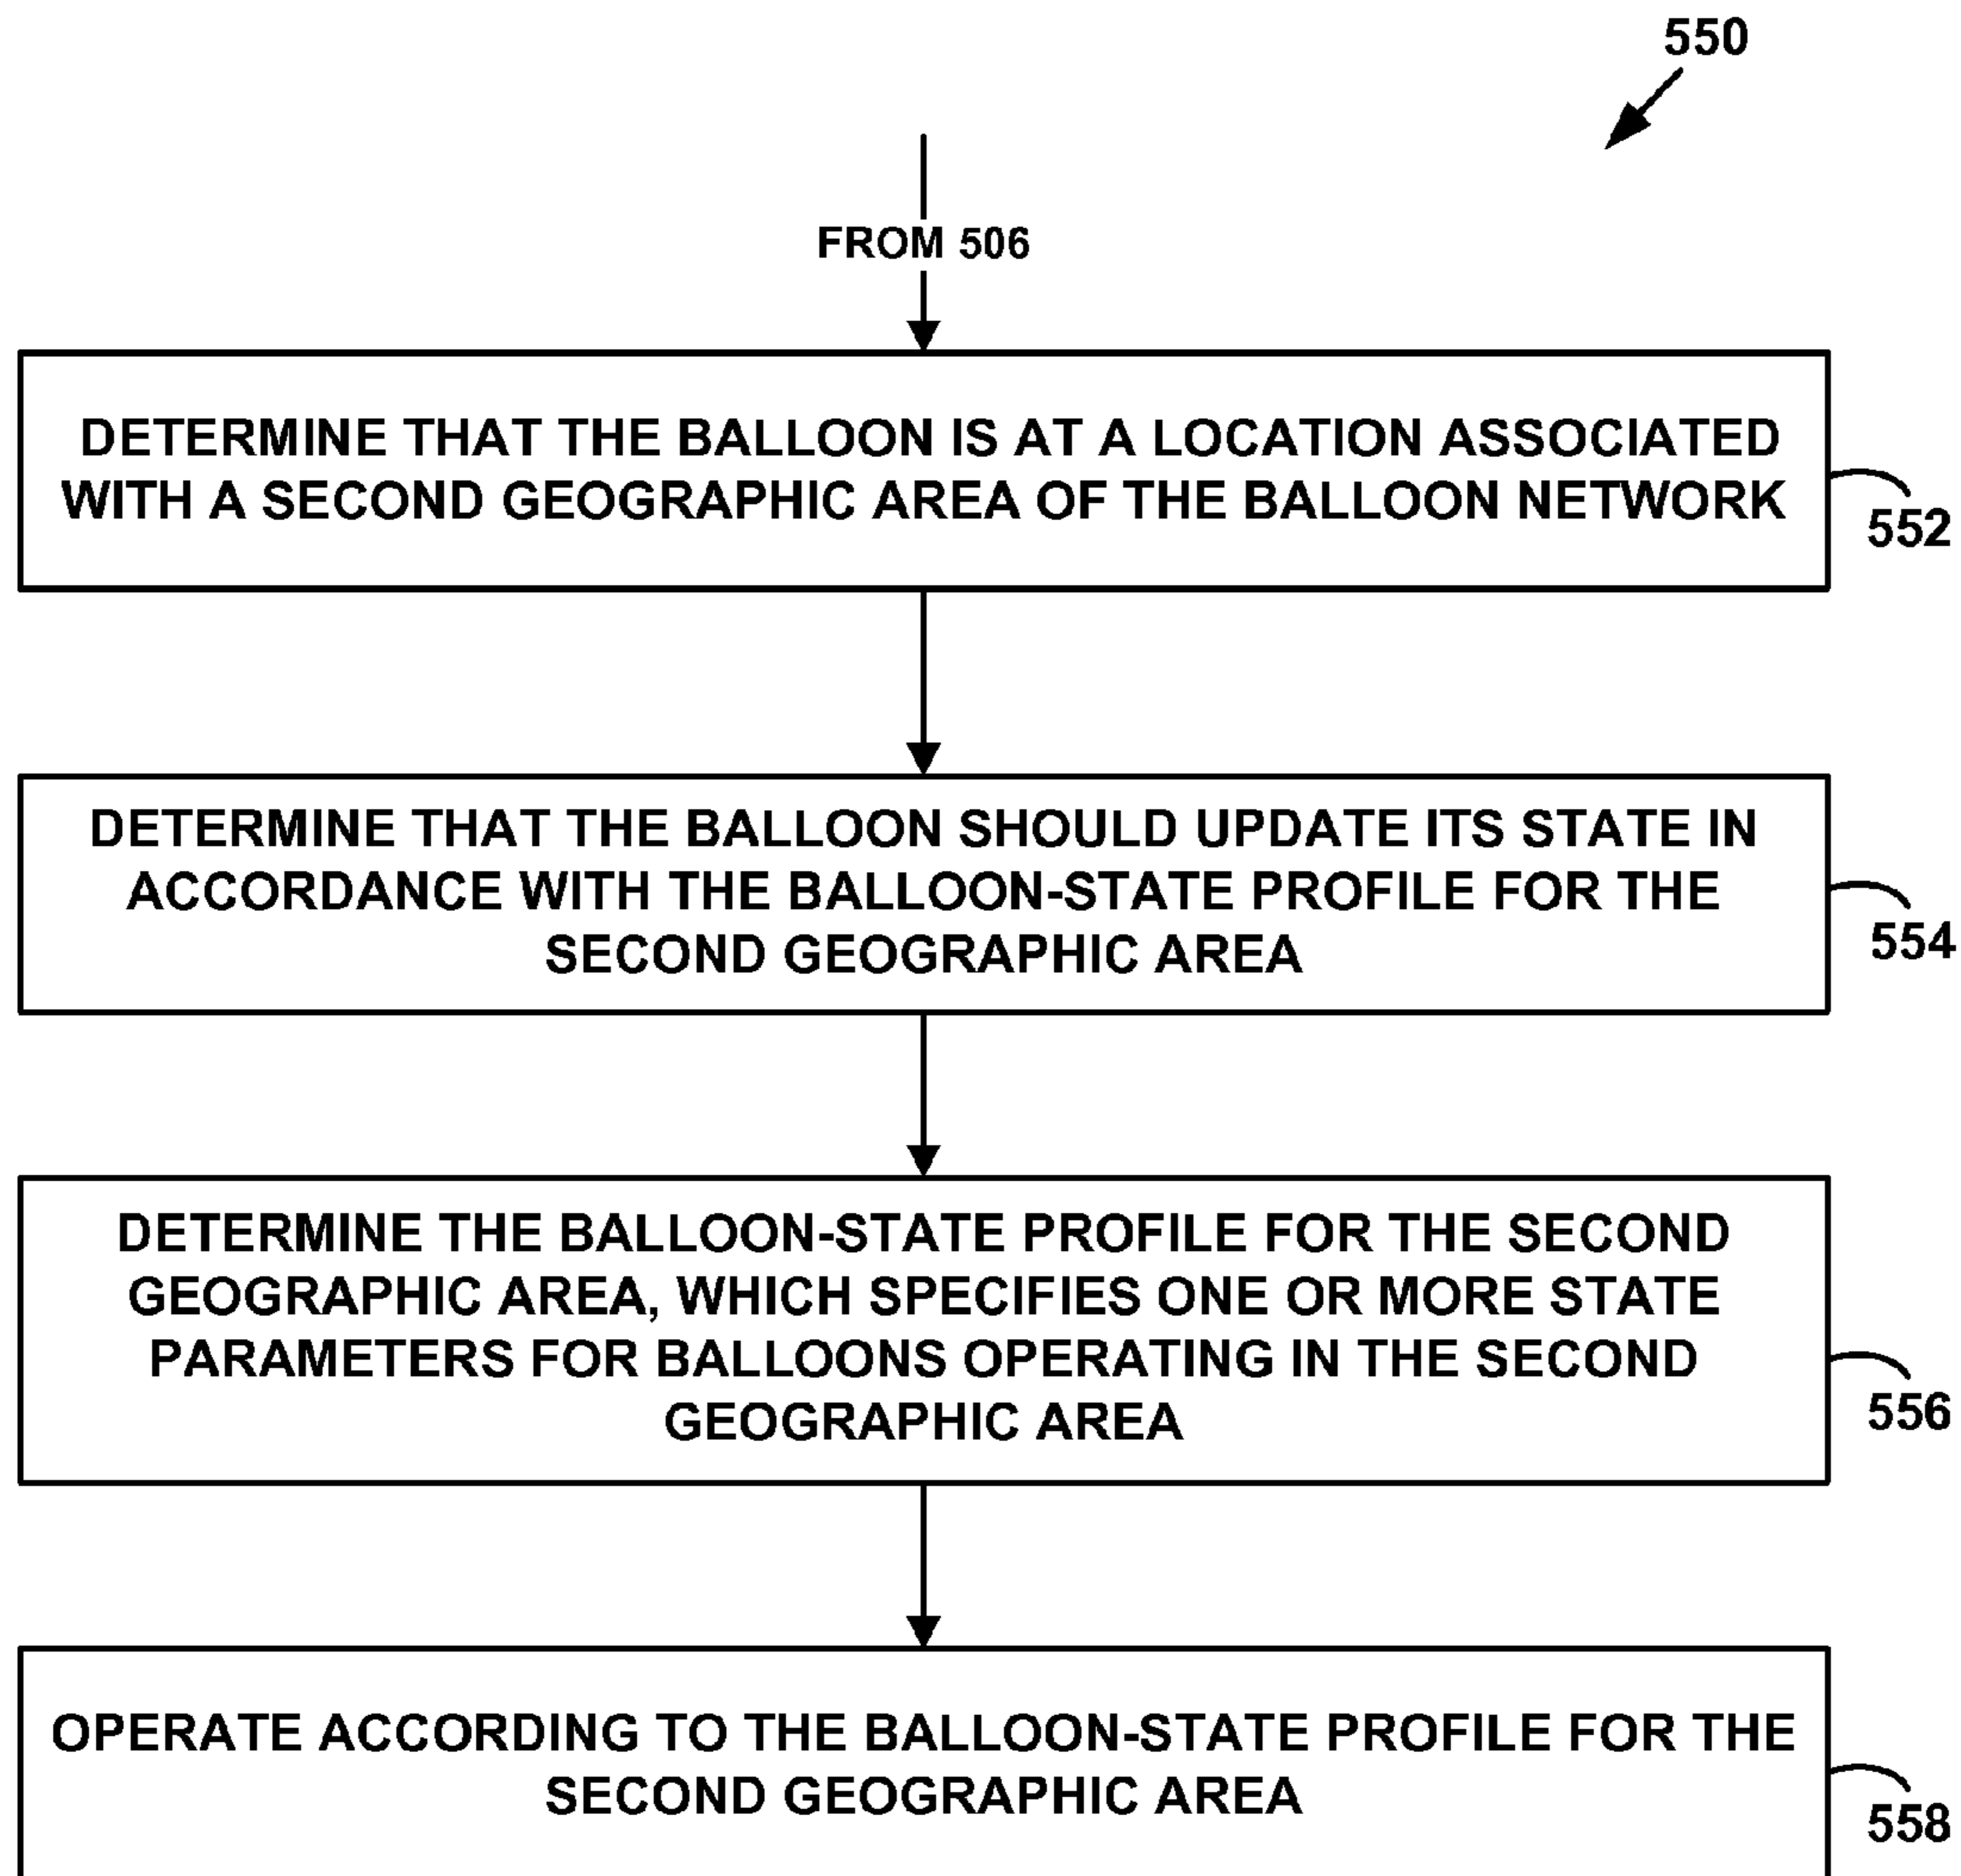 550
FROM 506
DETERMINE THAT THE BALLOON IS AT A LOCATION ASSOCIATED
WITH A SECOND GEOGRAPHIC AREA OF THE BALLOON NETWORK
552
DETERMINE THAT THE BALLOON SHOULD UPDATE ITS STATE IN
ACCORDANCE WITH THE BALLOON-STATE PROFILE FOR THE
SECOND GEOGRAPHIC AREA
554
DETERMINE THE BALLOON-STATE PROFILE FOR THE SECOND
GEOGRAPHIC AREA, WHICH SPECIFIES ONE OR MORE STATE
PARAMETERS FOR BALLOONS OPERATING IN THE SECOND
GEOGRAPHIC AREA
556
OPERATE ACCORDING TO THE BALLOON-STATE PROFILE FOR THE
SECOND GEOGRAPHIC AREA
558